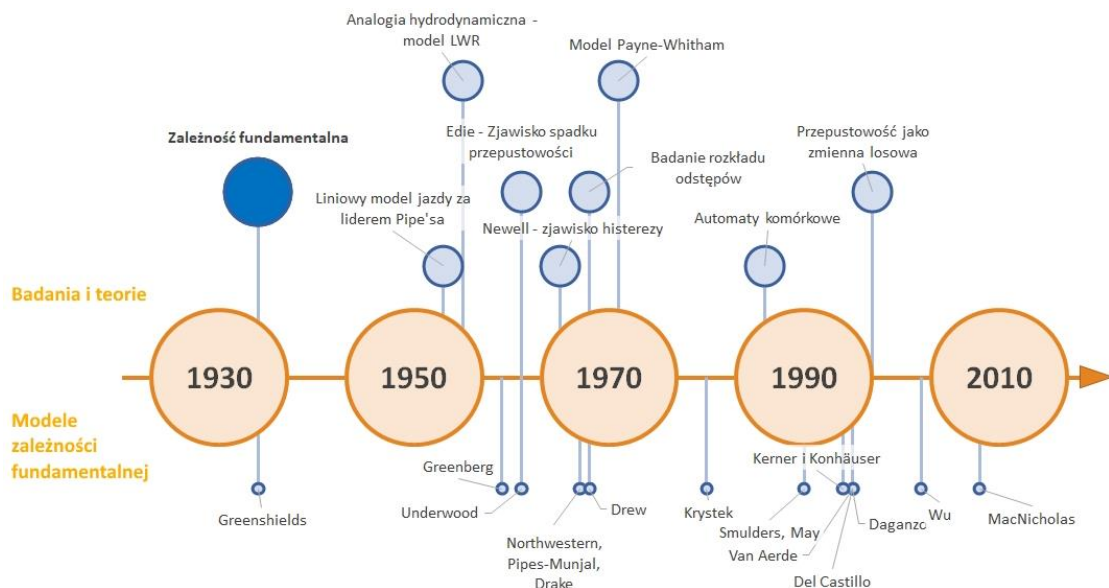 Analogia hydrodynamiczna -
model LWR
Model Payne-Whitham
Zależność fundamentalna
Edie - Zjawisko spadku
przepustowości
Przepustowość jako
zmienna losowa
Badanie rozkładu
odstępów
Liniowy model jazdy za
liderem Pipe'sa
Newell - zjawisko histerezy
Automaty komórkowe
Badania i teorie
1930
1950
1970
1990
2010
Modele
zależności
fundamentalnej
Greenshields
Greenberg
Underwood
Northwestern,
Pipes-Munjal,
Drake
Drew
Krystek
Kerner i Konhäuser
Smulders, May
Van Aerde
Del Castillo
Daganzo
Wu
MacNicholas